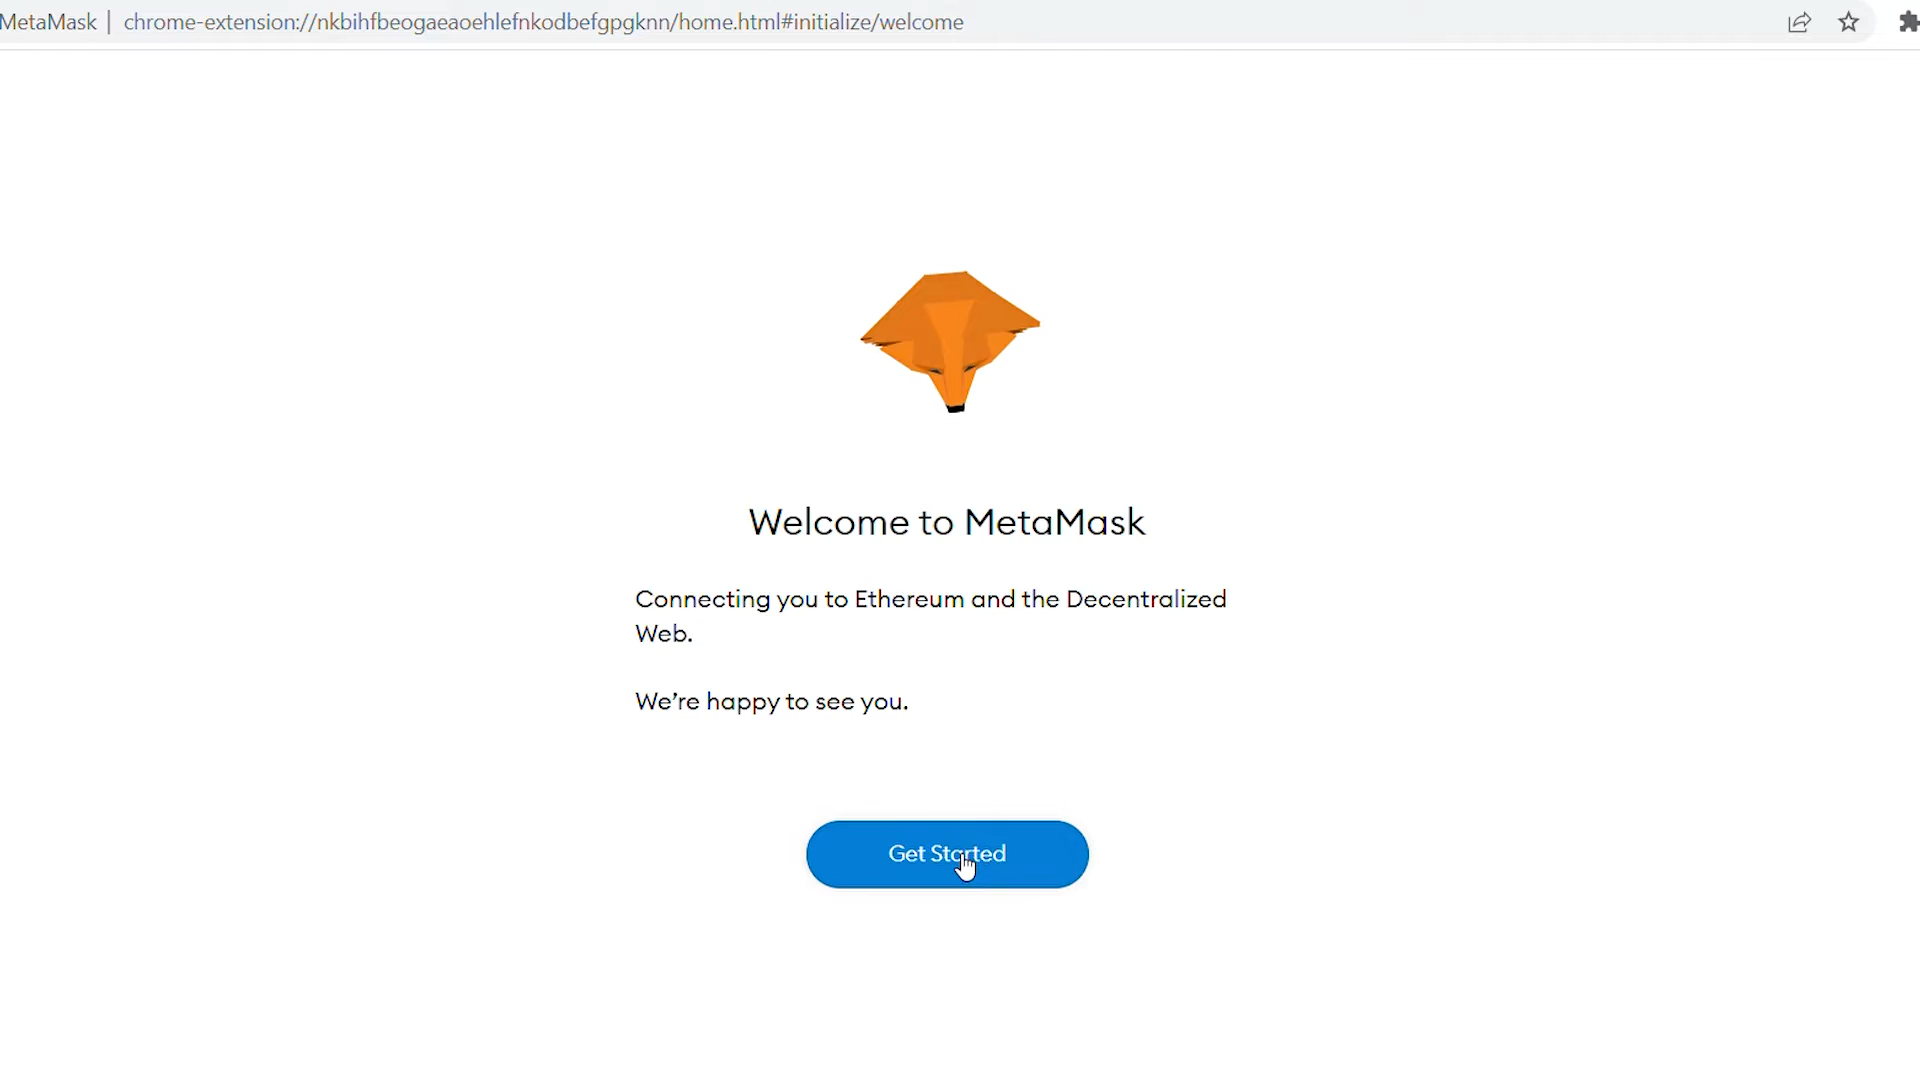 MetaMask | chrome-extension://nkbihfbeogaeaoehlefnkodbefgpgknn/home.html#initialize/welcome
Welcome to MetaMask
Connecting you to Ethereum and the Decentralized
Web.
We're happy to see you.
Get Started